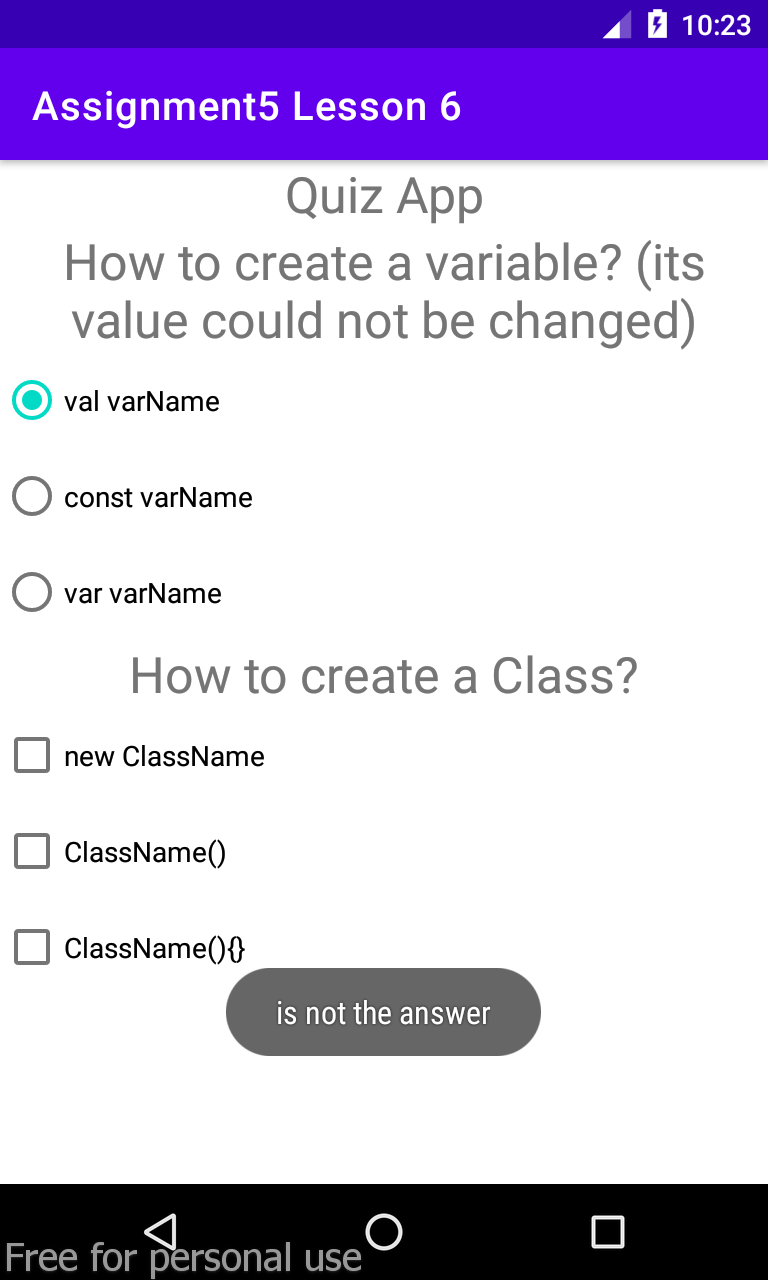 10:23
Assignment5 Lesson 6
Quiz App
How to create a variable? (its
value could not be changed)
val varName
const varName
var varName
How to create a Class?
new ClassName
ClassName()
ClassName(){}
is not the answer
Free for personal use